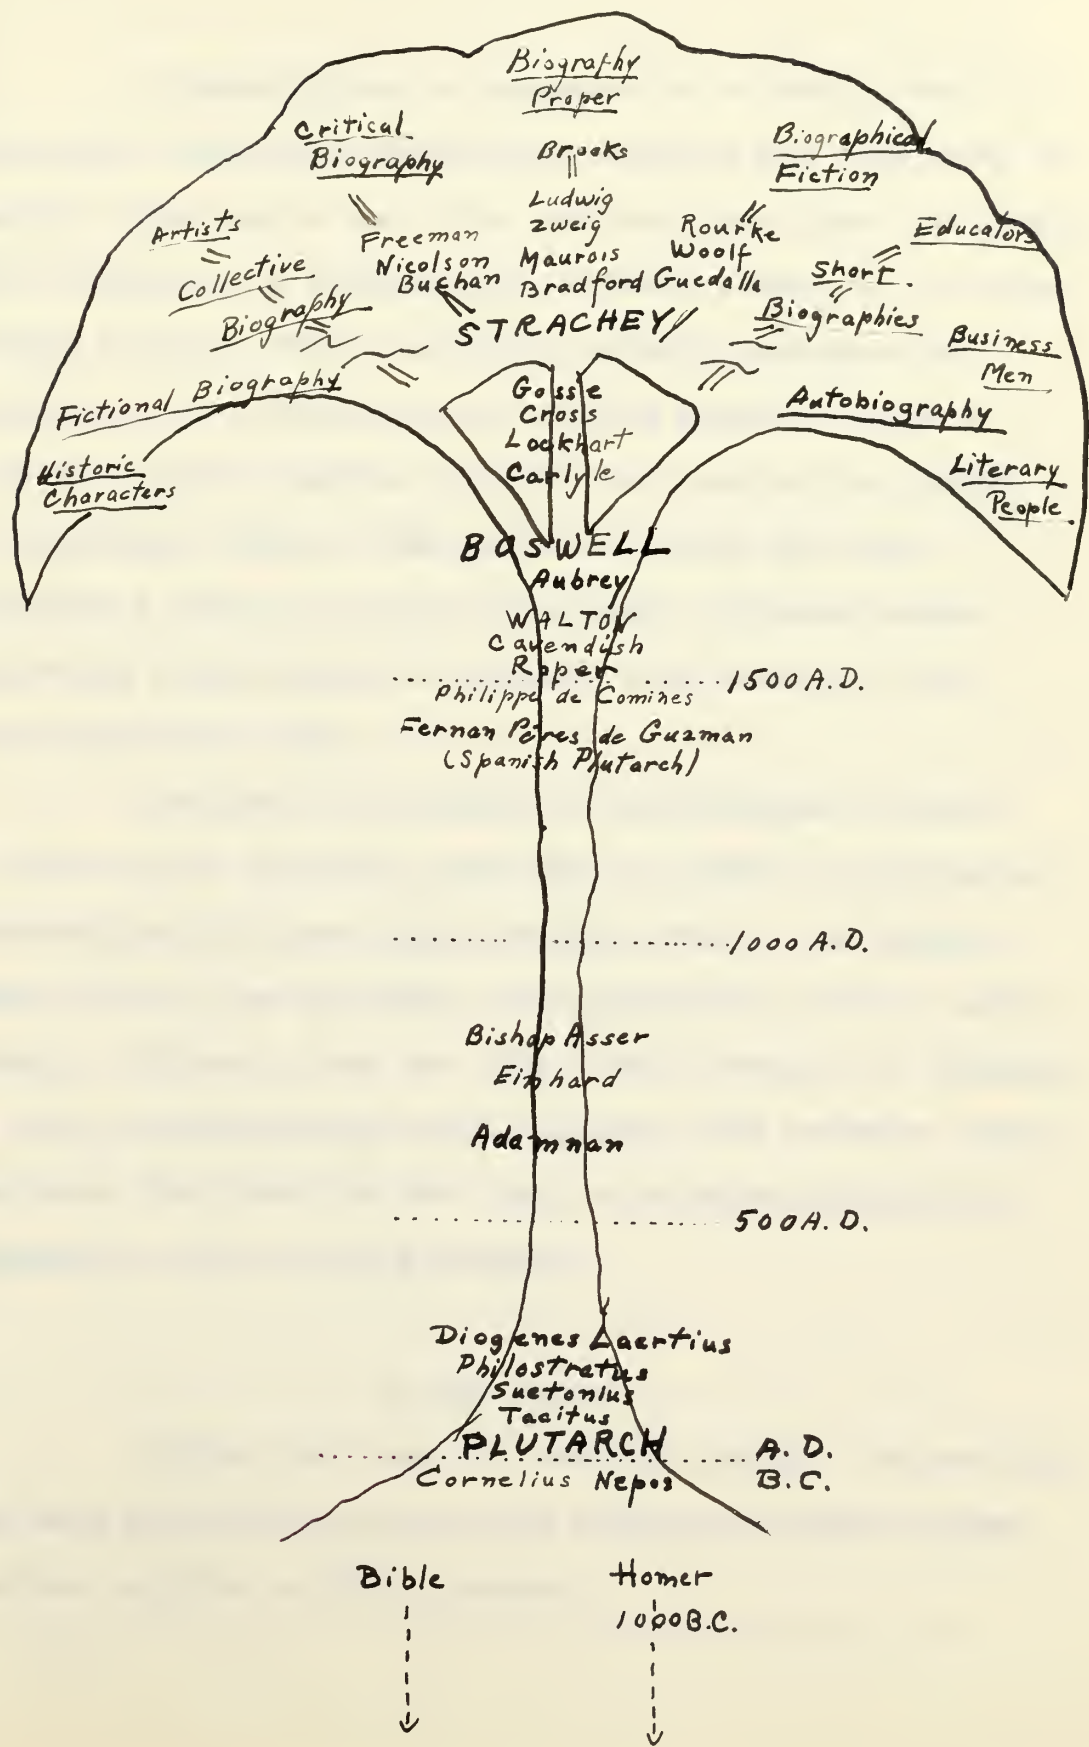 Biography
Proper
Critical
Biography
Brooks
Biographical
Fiction
Artists
Collective
Biography
Freeman
Nicolson
Buchan
Ludwig
Zweig
Maurois
Bradford
Rourke
Woolf
Guedalla
Educators
Short
Biographies
STRACHEY
Business
Men
Fictional Biography
Gosse
Cross
Lockhart
Carlyle
Autobiography
Historic
Characters
Literary
People
BOSWELL
Aubrey
WALTON
Cavendish
Roper
1500 A.D.
Philippe de Comines
Fernan Peres de Guzman
(Spanish Plutarch)
1000 A.D.
Bishop Asser
Einhard
Adamnan
500 A.D.
Diogenes Laertius
Philostratus
Suetonius
Tacitus
PLUTARCH
A.D.
Cornelius Nepos
B.C.
Bible
Homer
1000 B.C.